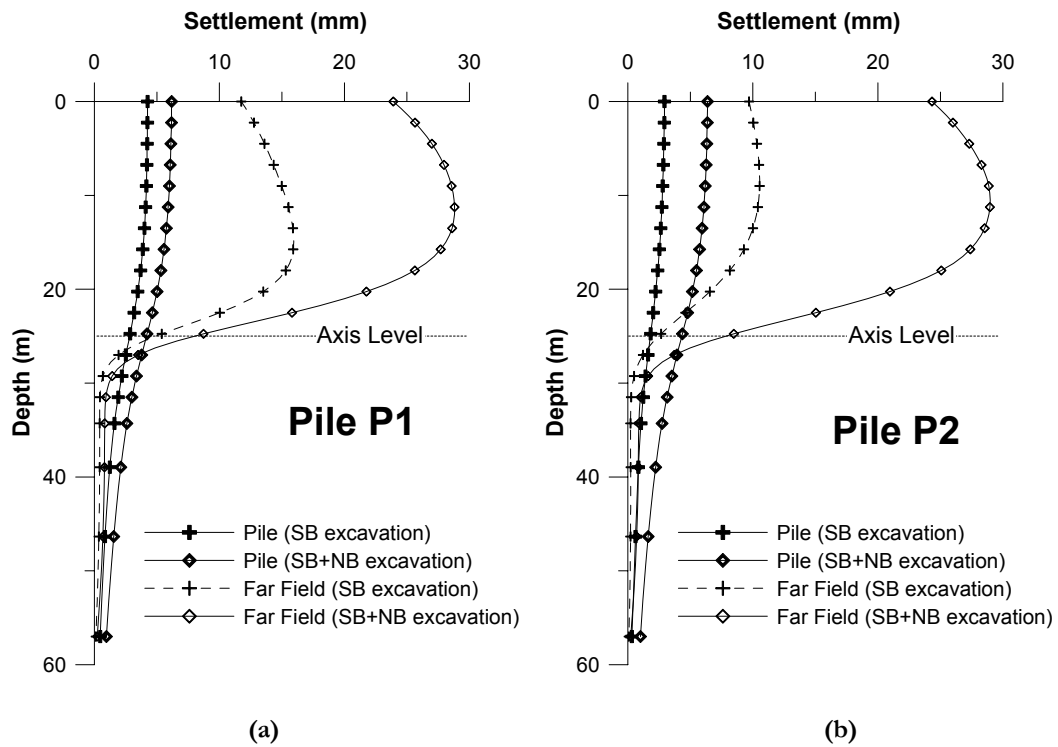 Settlement (mm)
0 10 20 30
0
20
40
60
Depth (m)
Axis Level
Pile P1
Pile (SB excavation)
Pile (SB+NB excavation)
Far Field (SB excavation)
Far Field (SB+NB excavation)
(a)
Settlement (mm)
0 10 20 30
0
20
40
60
Depth (m)
Axis Level
Pile P2
Pile (SB excavation)
Pile (SB+NB excavation)
Far Field (SB excavation)
Far Field (SB+NB excavation)
(b)